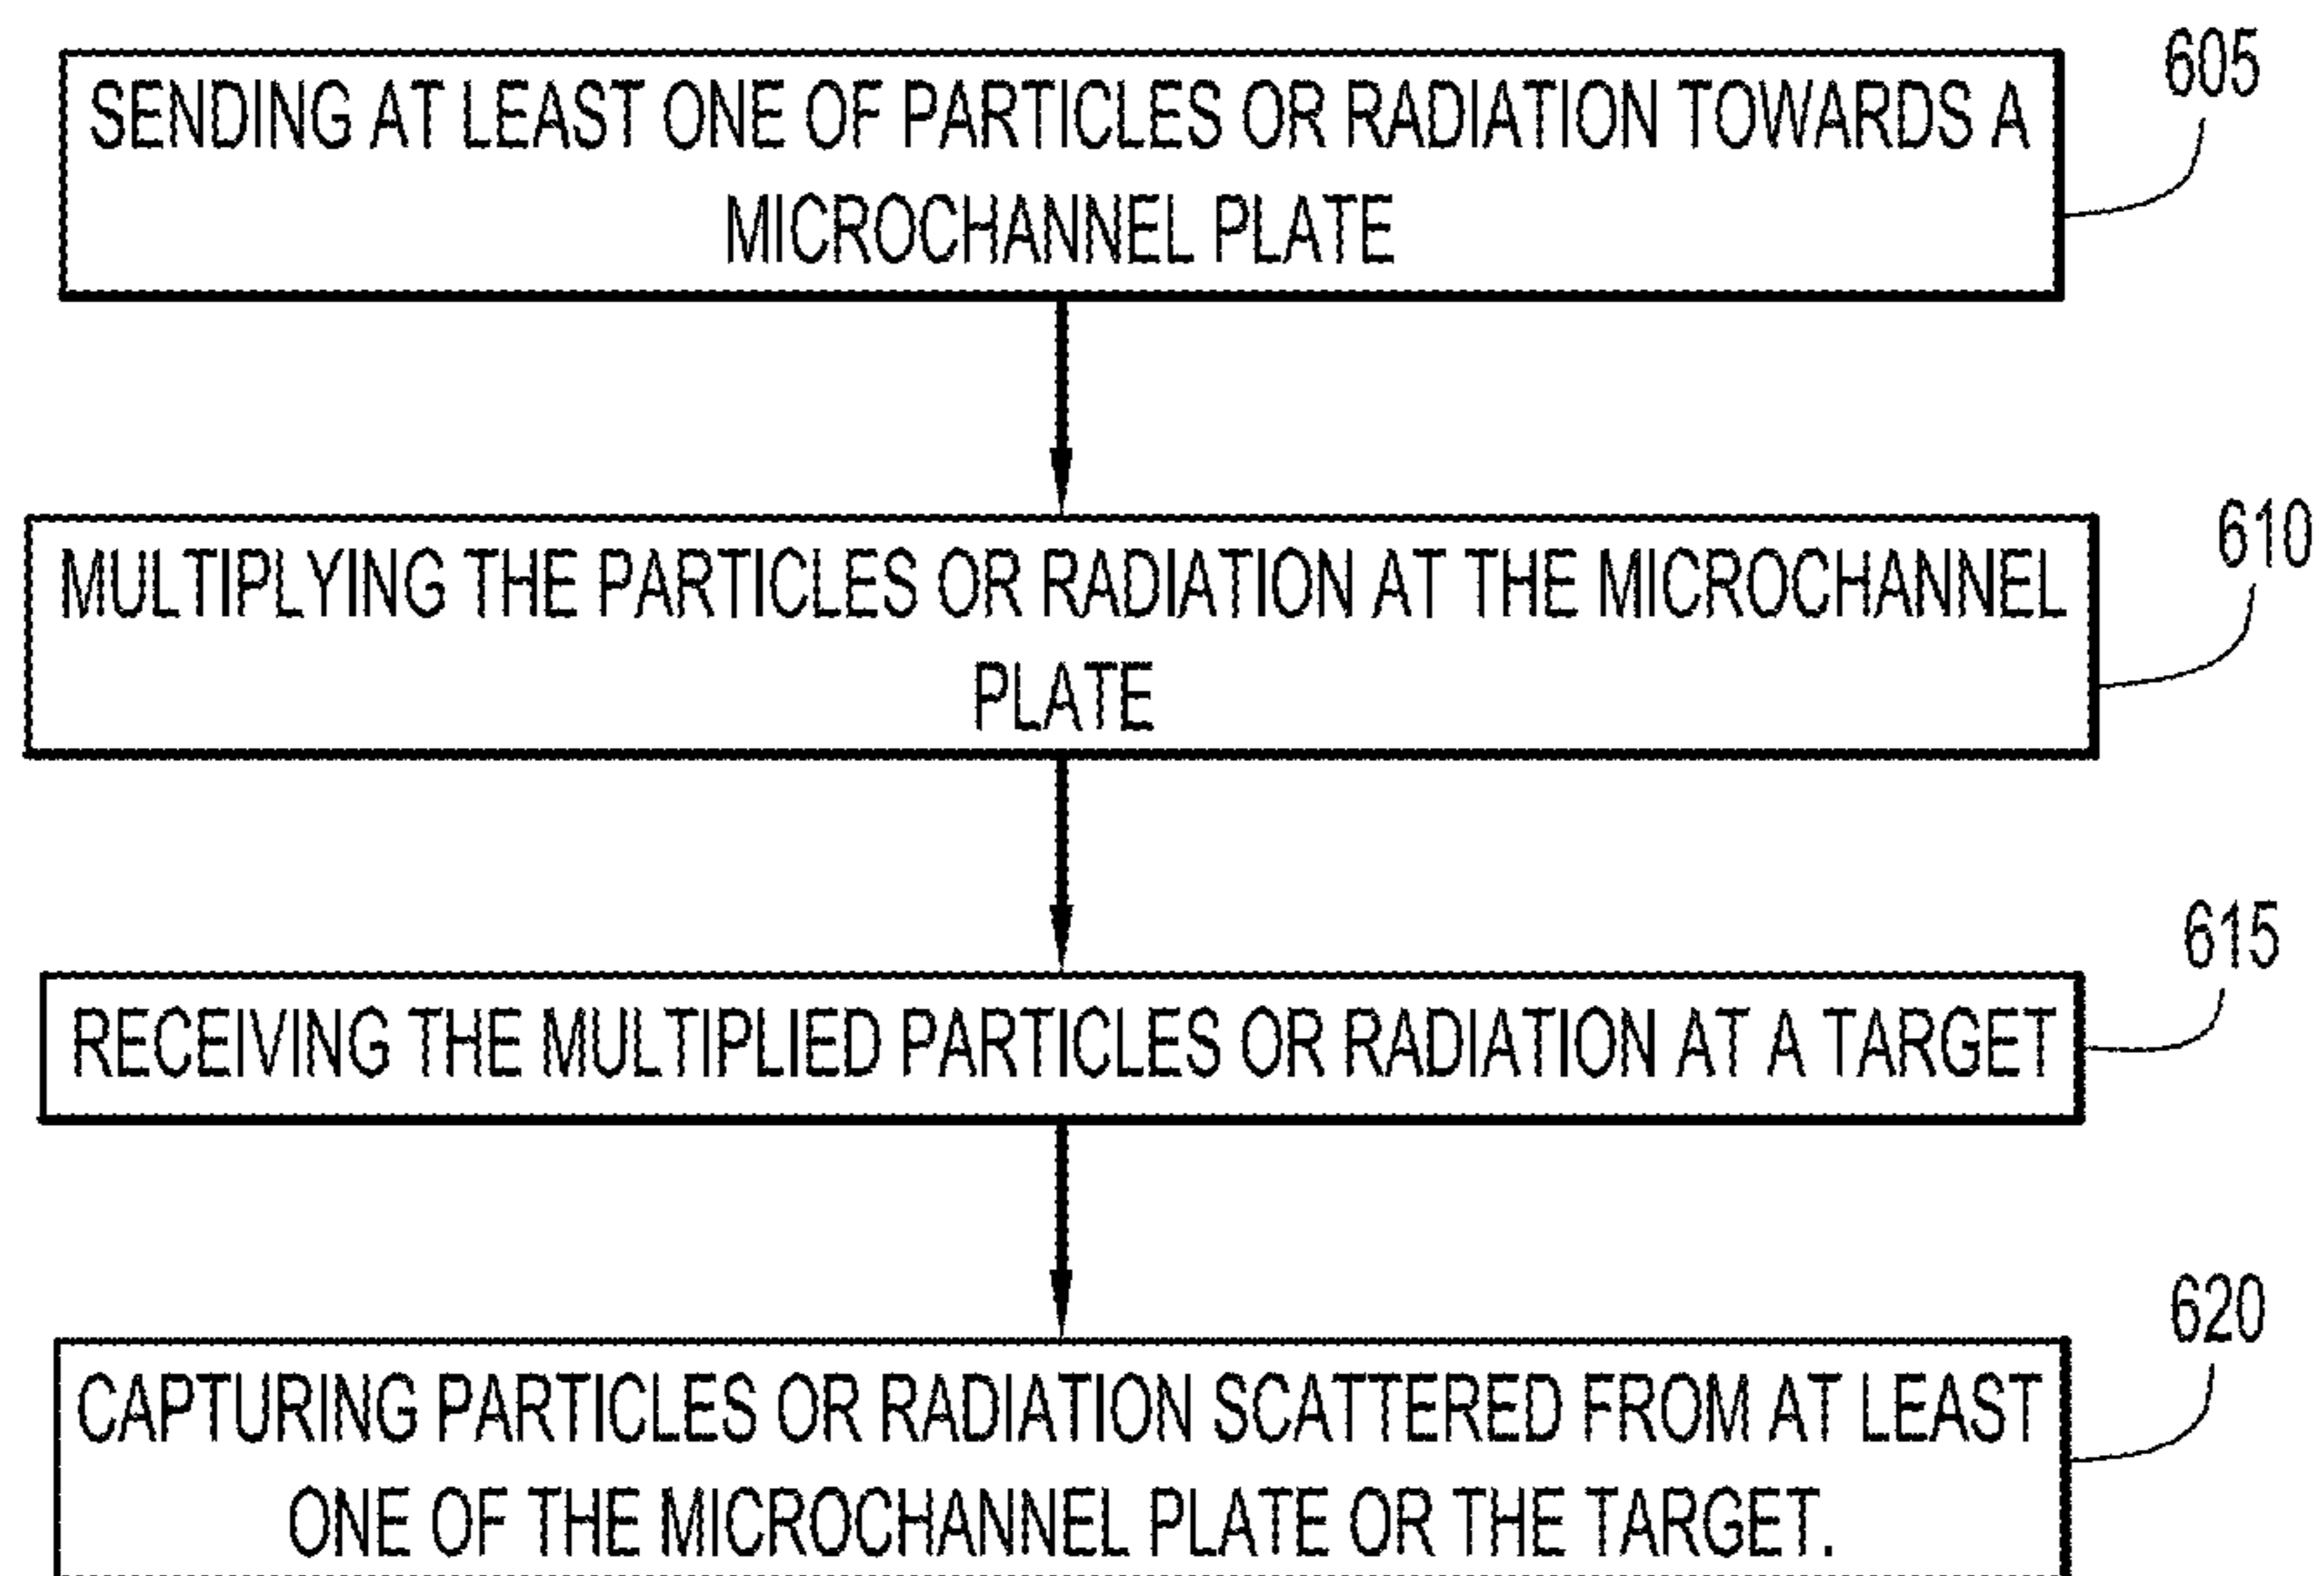 605
SENDING AT LEAST ONE OF PARTICLES OR RADIATION TOWARDS A
MICROCHANNEL PLATE
610
MULTIPLYING THE PARTICLES OR RADIATION AT THE MICROCHANNEL
PLATE
615
RECEIVING THE MULTIPLIED PARTICLES OR RADIATION AT A TARGET
620
CAPTURING PARTICLES OR RADIATION SCATTERED FROM AT LEAST
ONE OF THE MICROCHANNEL PLATE OR THE TARGET.